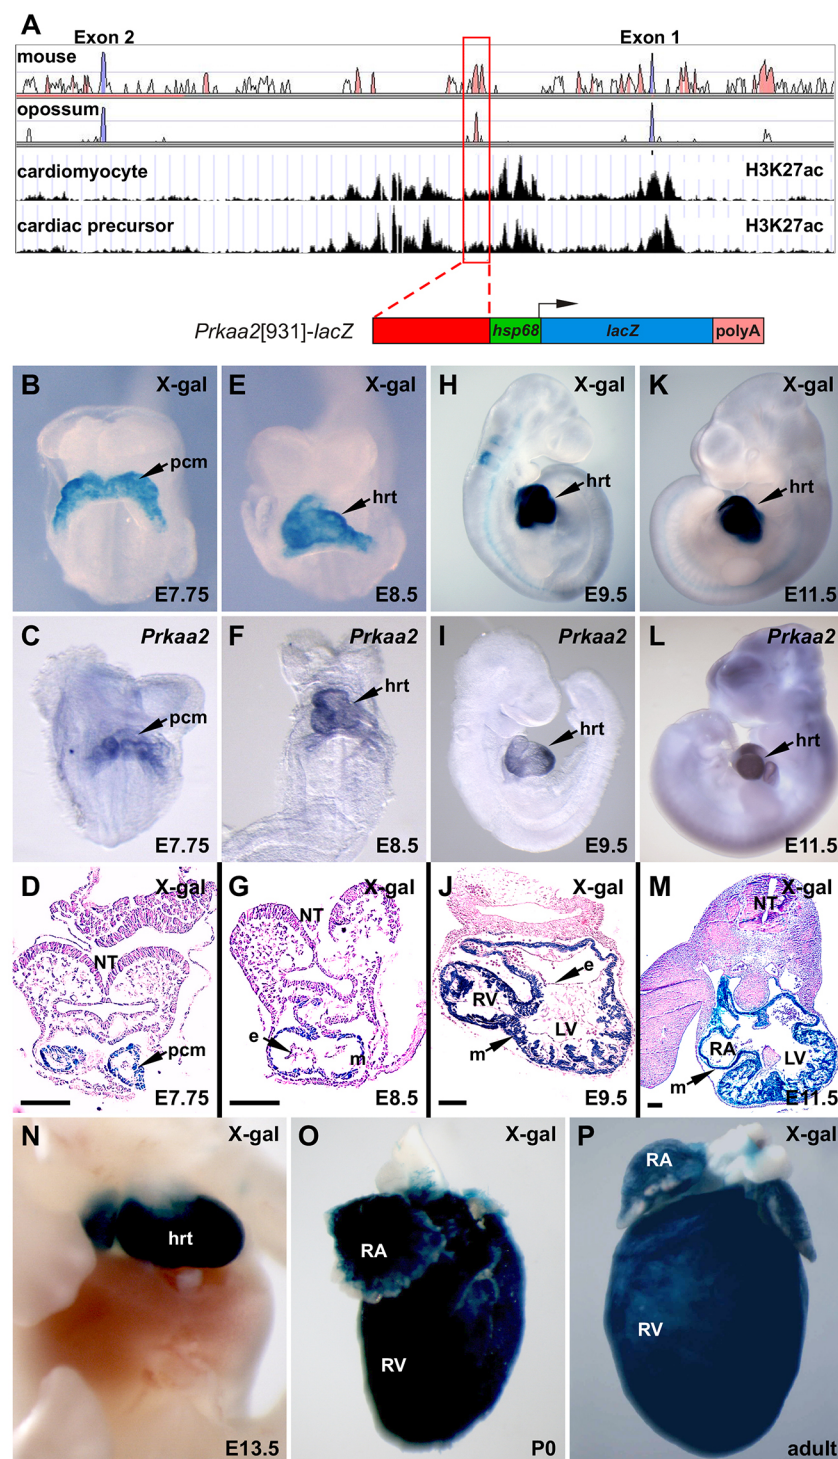 A
Exon 2 Exon 1
mouse
opossum
cardiomyocyte H3K27ac
cardiac precursor H3K27ac
Prkaa2[931]-lacZ hsp68 lacZ polyA
B X-gal pcm E7.75
E X-gal hrt E8.5
H X-gal hrt E9.5
K X-gal hrt E11.5
C Prkaa2 pcm E7.75
F Prkaa2 hrt E8.5
I Prkaa2 hrt E9.5
L Prkaa2 hrt E11.5
D X-gal NT pcm E7.75
G X-gal NT e m E8.5
J X-gal e RV LV m E9.5
M X-gal NT RA LV m E11.5
N X-gal hrt E13.5
O X-gal RA RV P0
P X-gal RA RV adult